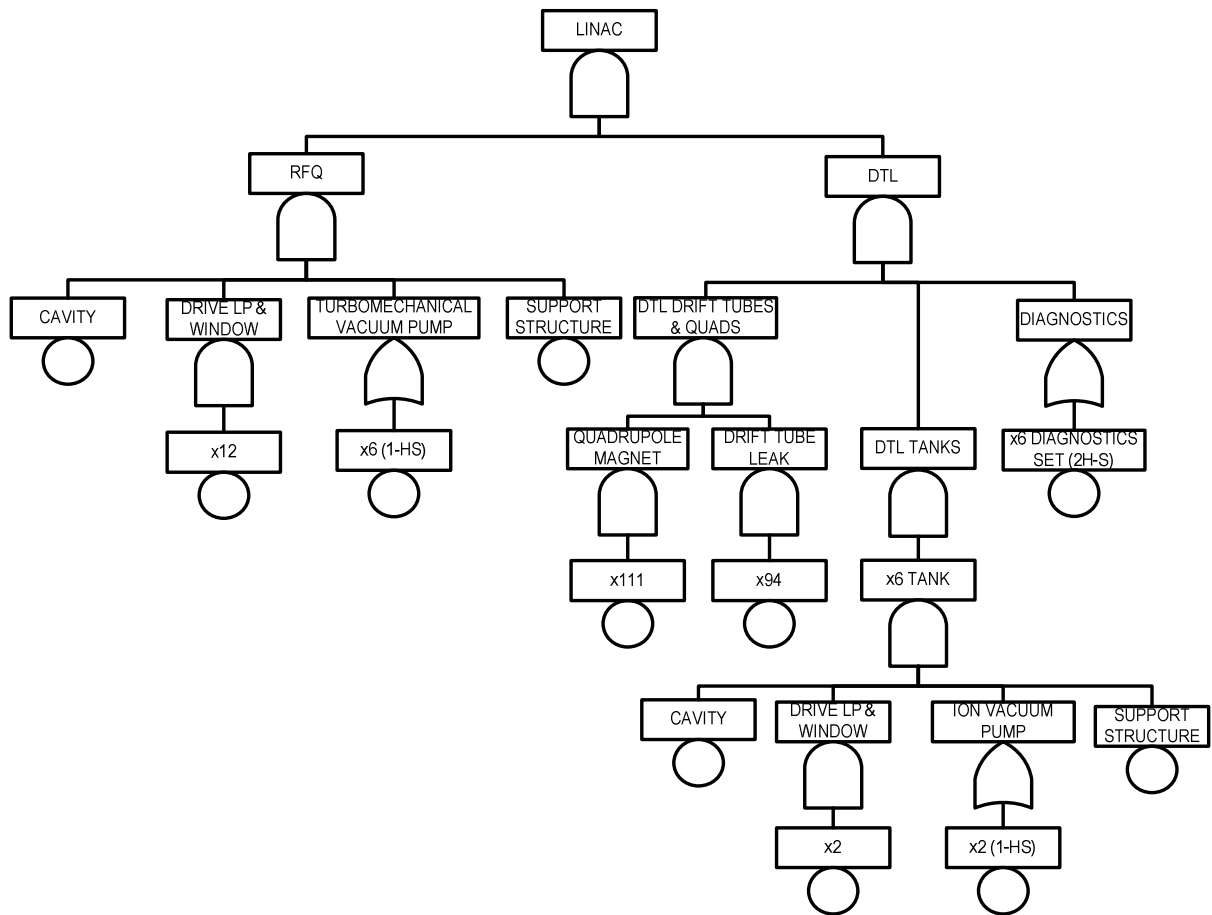 LINAC
RFQ
DTL
CAVITY
DRIVE LP &
WINDOW
TURBOMECHANICAL
VACUUM PUMP
SUPPORT
STRUCTURE
DTL DRIFT TUBES
& QUADS
DIAGNOSTICS
x12
x6 (1-HS)
QUADRUPOLE
MAGNET
DRIFT TUBE
LEAK
DTL TANKS
x6 DIAGNOSTICS
SET (2H-S)
x111
x94
x6 TANK
CAVITY
DRIVE LP &
WINDOW
ION VACUUM
PUMP
SUPPORT
STRUCTURE
x2
x2 (1-HS)